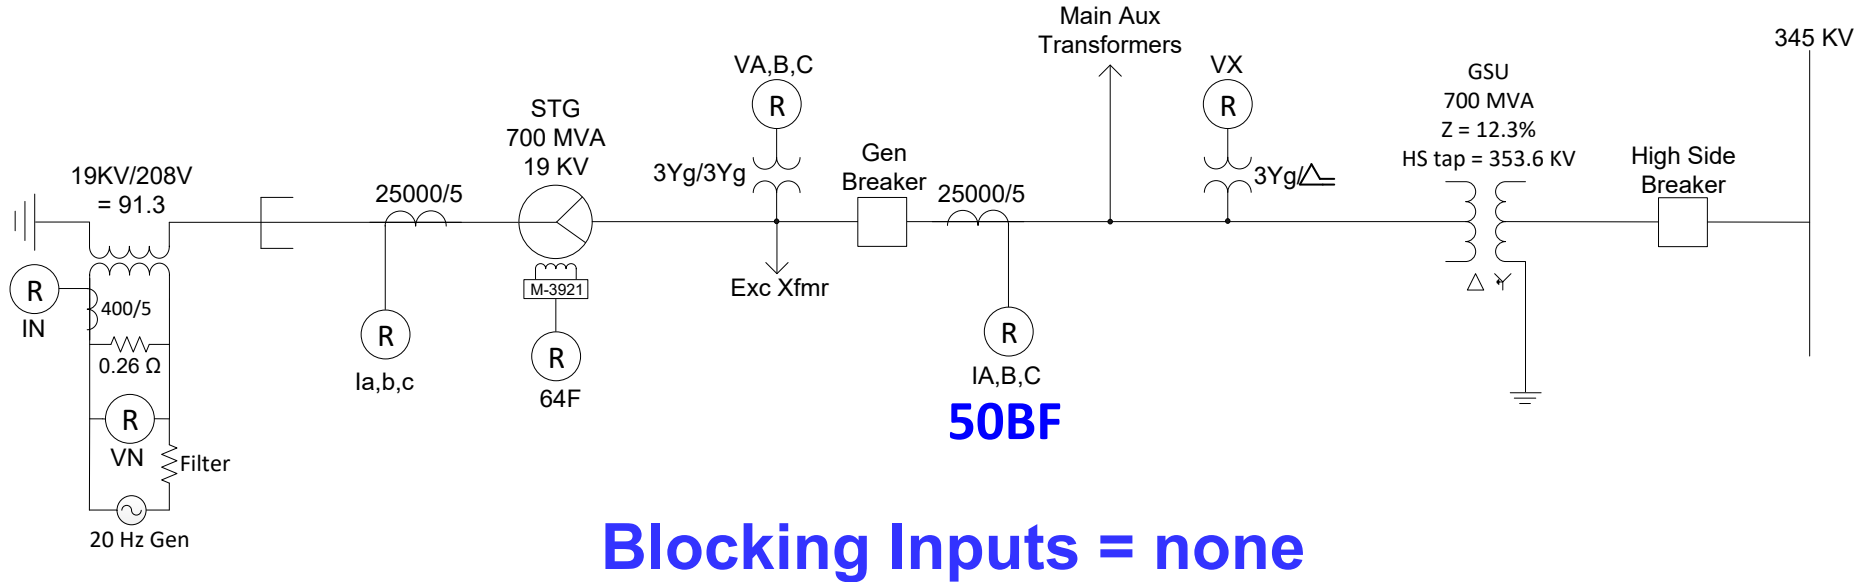 Main Aux
Transformers
345 KV
VA,B,C
R
VX
R
GSU
700 MVA
Z = 12.3%
HS tap = 353.6 KV
STG
700 MVA
19 KV
3Yg/3Yg
Gen
Breaker
3Yg/
High Side
Breaker
19KV/208V
= 91.3
25000/5
25000/5
R
IN
400/5
M-3921
Exc Xfmr
0.26 Ω
R
Ia,b,c
R
64F
R
IA,B,C
50BF
R
VN
Filter
20 Hz Gen
Blocking Inputs = none